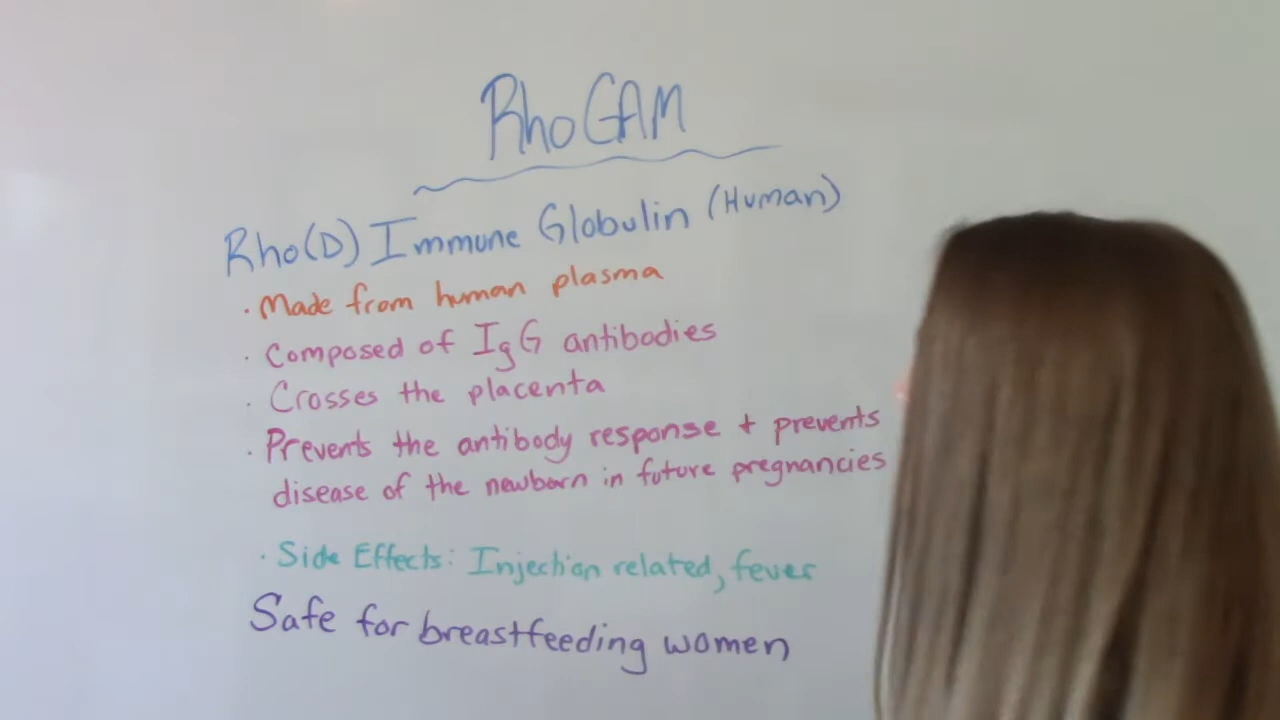 RhoGAM
Rho(D) Immune Globulin (Human)
· Made from human plasma
· Composed of IgG antibodies
· Crosses the placenta
· Prevents the antibody response + prevents
disease of the newborn in future pregnancies
· Side Effects: Injection related, fever
Safe for breastfeeding women